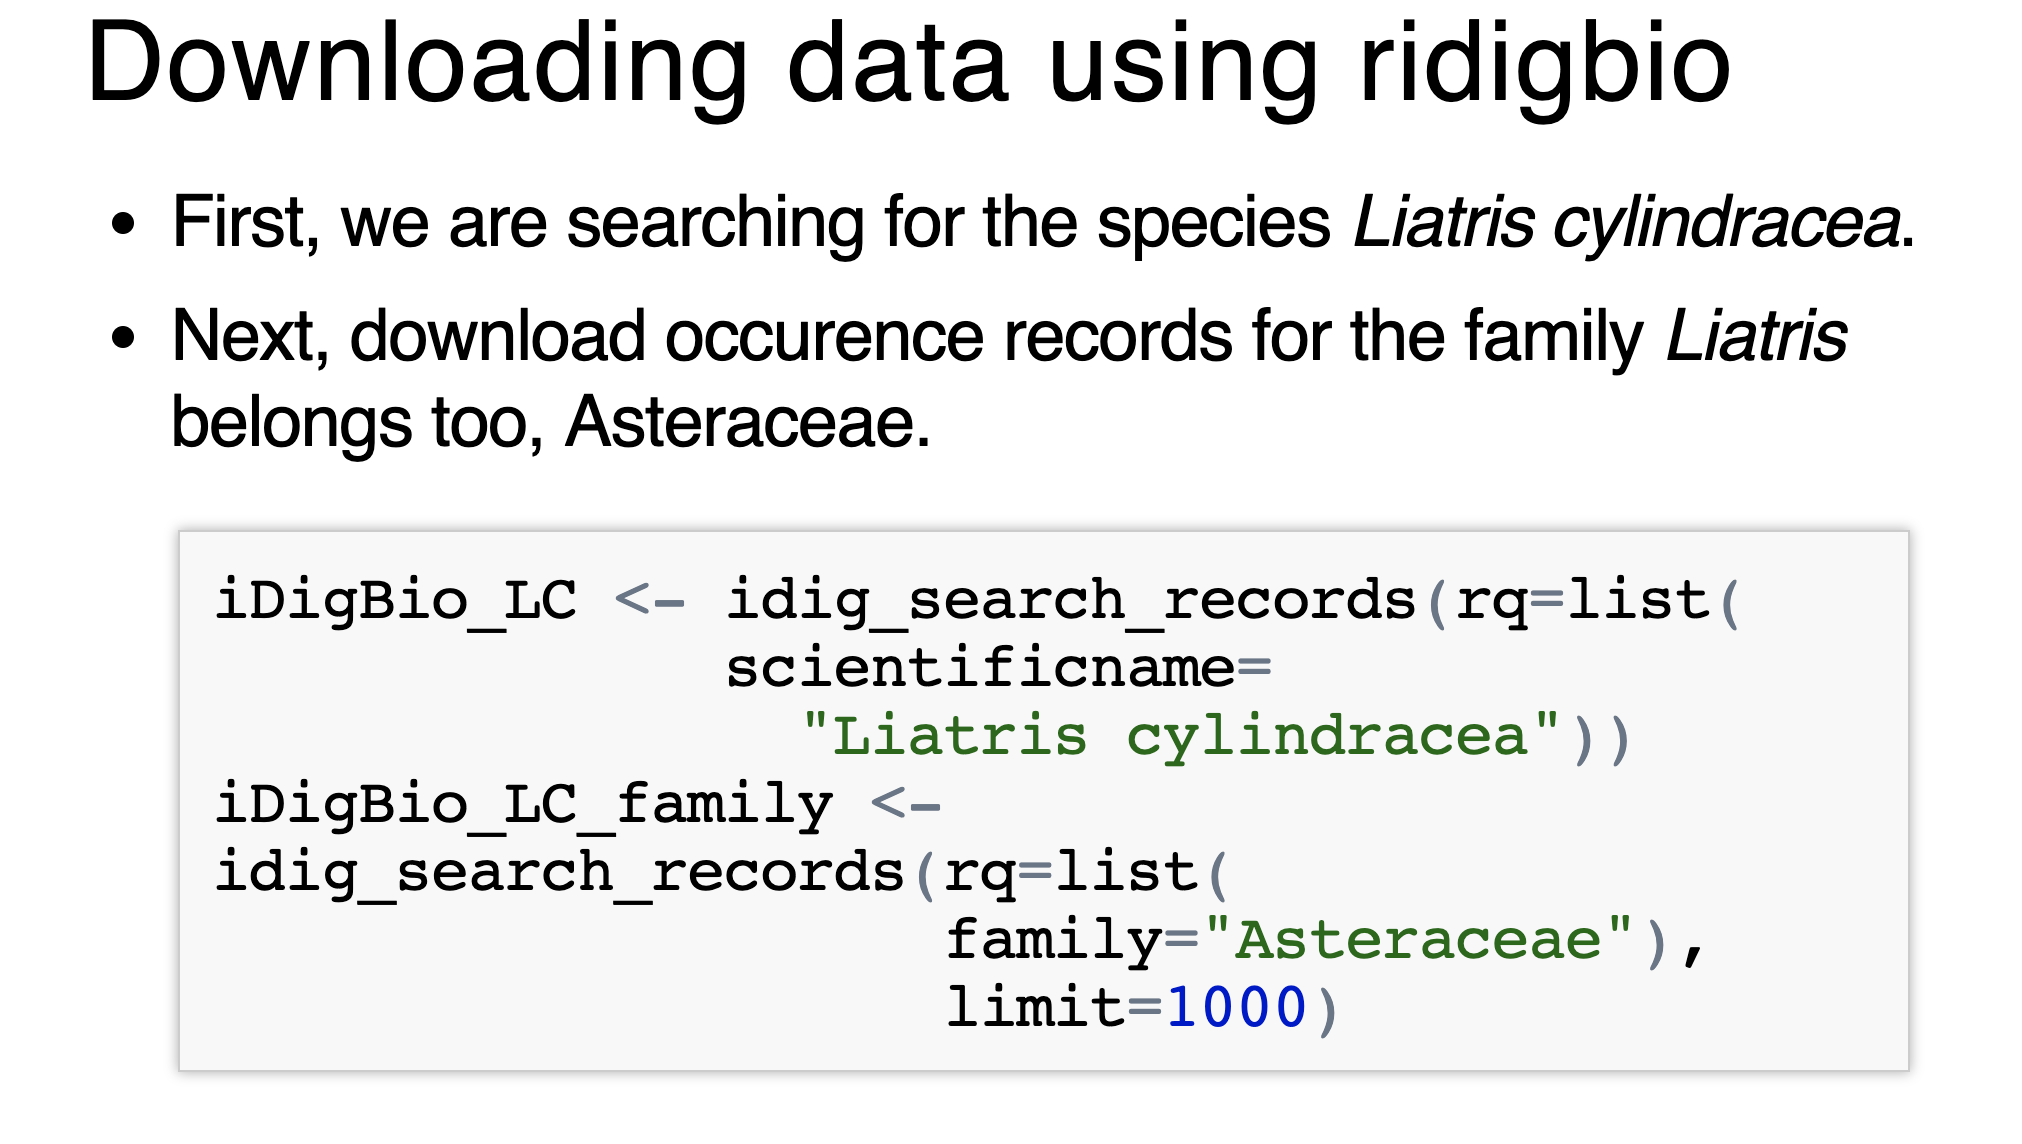 Downloading data using ridigbio
• First, we are searching for the species Liatris cylindracea.
• Next, download occurence records for the family Liatris
belongs too, Asteraceae.
iDigBio_LC <- idig_search_records(rq=list(
scientificname=
"Liatris cylindracea"))
iDigBio_LC_family <-
idig_search_records(rq=list(
family="Asteraceae"),
limit=1000)